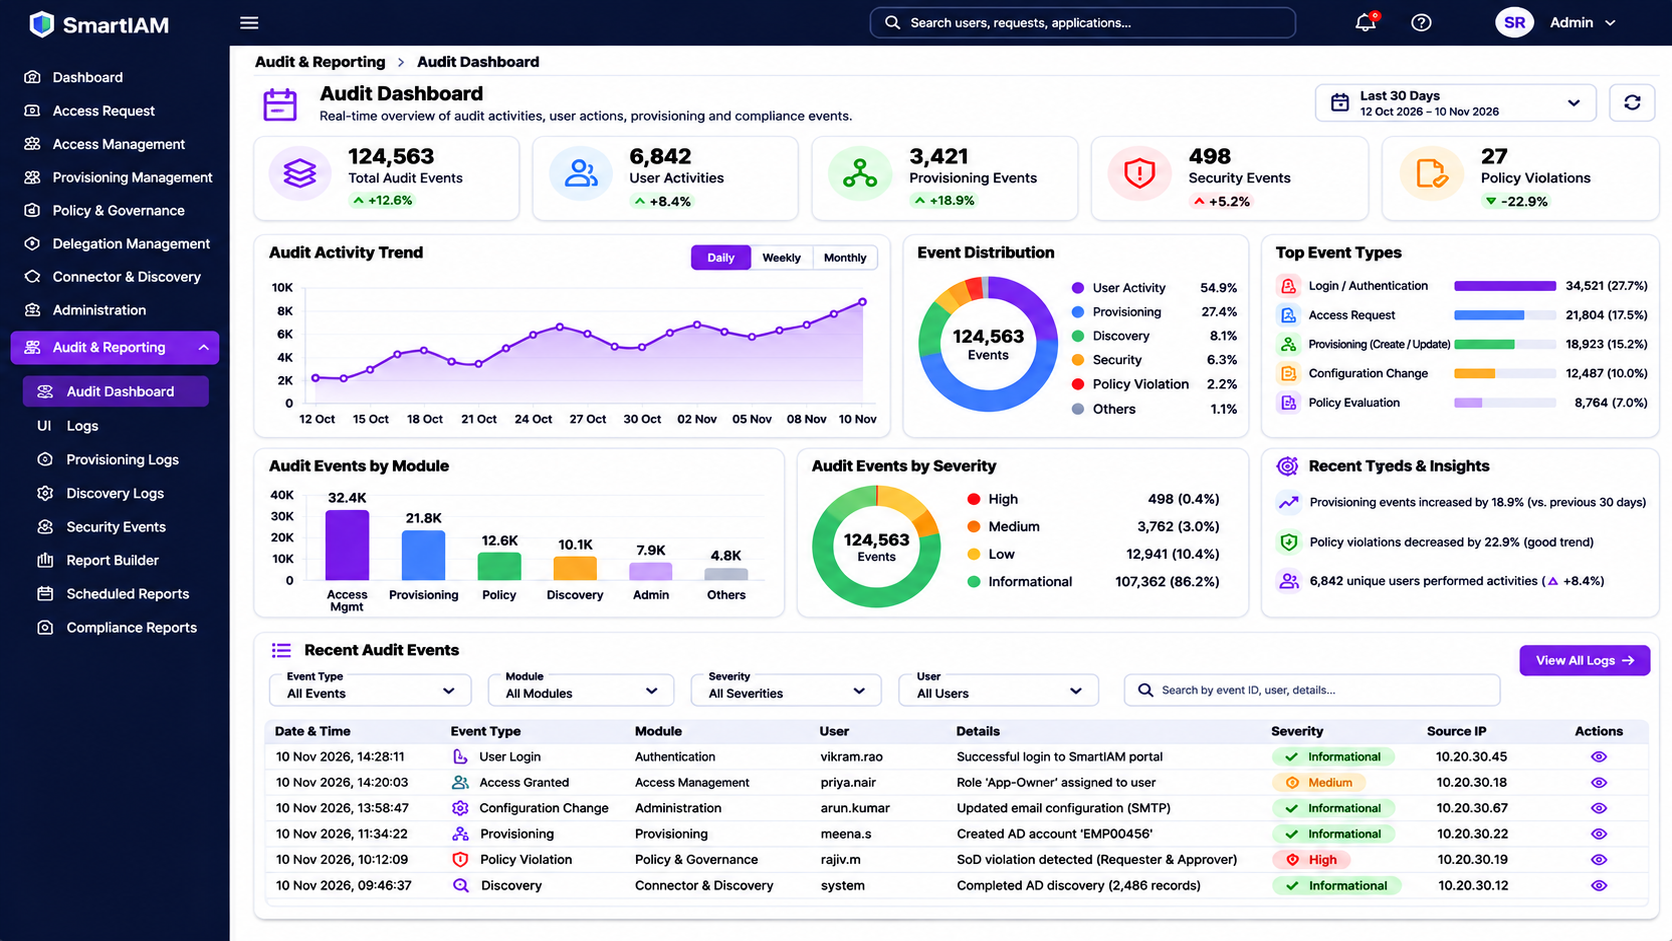 SmartIAM
Search users, requests, applications...
SR Admin
Dashboard
Access Request
Access Management
Provisioning Management
Policy & Governance
Delegation Management
Connector & Discovery
Administration
Audit & Reporting
Audit Dashboard
UI Logs
Provisioning Logs
Discovery Logs
Security Events
Report Builder
Scheduled Reports
Compliance Reports
Audit & Reporting > Audit Dashboard
Audit Dashboard
Real-time overview of audit activities, user actions, provisioning and compliance events.
Last 30 Days
12 Oct 2026 – 10 Nov 2026
124,563
Total Audit Events
+12.6%
6,842
User Activities
+8.4%
3,421
Provisioning Events
+18.9%
498
Security Events
+5.2%
27
Policy Violations
-22.9%
Audit Activity Trend
Daily Weekly Monthly
10K
8K
6K
4K
2K
0
12 Oct 15 Oct 18 Oct 21 Oct 24 Oct 27 Oct 30 Oct 02 Nov 05 Nov 08 Nov 10 Nov
Event Distribution
124,563
Events
User Activity 54.9%
Provisioning 27.4%
Discovery 8.1%
Security 6.3%
Policy Violation 2.2%
Others 1.1%
Top Event Types
Login / Authentication 34,521 (27.7%)
Access Request 21,804 (17.5%)
Provisioning (Create / Update) 18,923 (15.2%)
Configuration Change 12,487 (10.0%)
Policy Evaluation 8,764 (7.0%)
Audit Events by Module
40K
30K
20K
10K
0
32.4K
21.8K
12.6K
10.1K
7.9K
4.8K
Access
Mgmt
Provisioning
Policy
Discovery
Admin
Others
Audit Events by Severity
124,563
Events
High 498 (0.4%)
Medium 3,762 (3.0%)
Low 12,941 (10.4%)
Informational 107,362 (86.2%)
Recent Tyeds & Insights
Provisioning events increased by 18.9% (vs. previous 30 days)
Policy violations decreased by 22.9% (good trend)
6,842 unique users performed activities (△ +8.4%)
Recent Audit Events
View All Logs →
Event Type
All Events
Module
All Modules
Severity
All Severities
User
All Users
Search by event ID, user, details...
Date & Time Event Type Module User Details Severity Source IP Actions
10 Nov 2026, 14:28:11 User Login Authentication vikram.rao Successful login to SmartIAM portal Informational 10.20.30.45
10 Nov 2026, 14:20:03 Access Granted Access Management priya.nair Role 'App-Owner' assigned to user Medium 10.20.30.18
10 Nov 2026, 13:58:47 Configuration Change Administration arun.kumar Updated email configuration (SMTP) Informational 10.20.30.67
10 Nov 2026, 11:34:22 Provisioning Provisioning meena.s Created AD account 'EMP00456' Informational 10.20.30.22
10 Nov 2026, 10:12:09 Policy Violation Policy & Governance rajiv.m SoD violation detected (Requester & Approver) High 10.20.30.19
10 Nov 2026, 09:46:37 Discovery Connector & Discovery system Completed AD discovery (2,486 records) Informational 10.20.30.12